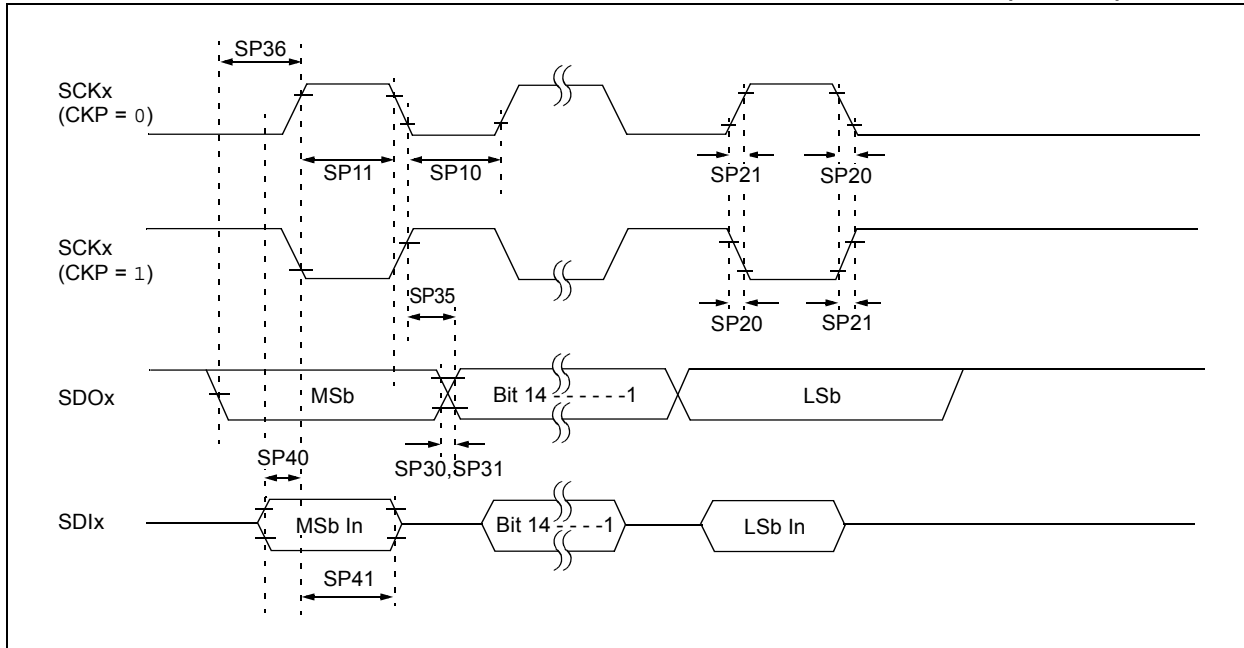 SP36
SCKx
(CKP = 0)
SP11
SP10
SP21
SP20
SCKx
(CKP = 1)
SP35
SP20
SP21
SDOx
MSb
Bit 14 - - - - - -1
LSb
SP40
SP30,SP31
SDIx
MSb In
Bit 14 - - - -1
LSb In
SP41